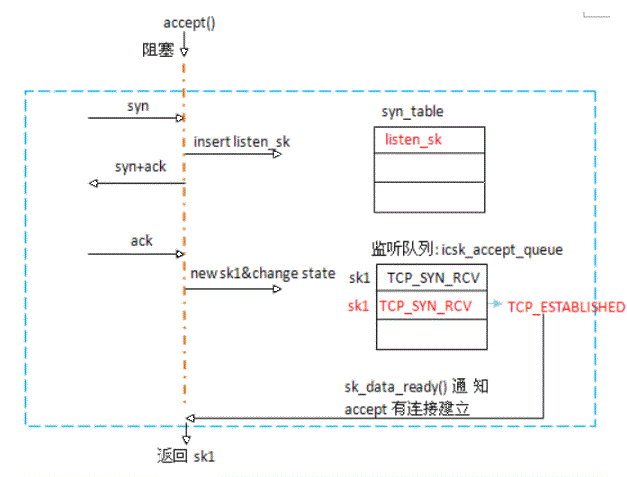 accept()
阻塞
syn
syn_table
insert listen_sk
listen_sk
syn+ack
ack
监听队列: icsk_accept_queue
new sk1&change state
sk1 TCP_SYN_RCV
sk1 TCP_SYN_RCV TCP_ESTABLISHED
sk_data_ready() 通 知
accept 有连接建立
返回 sk1